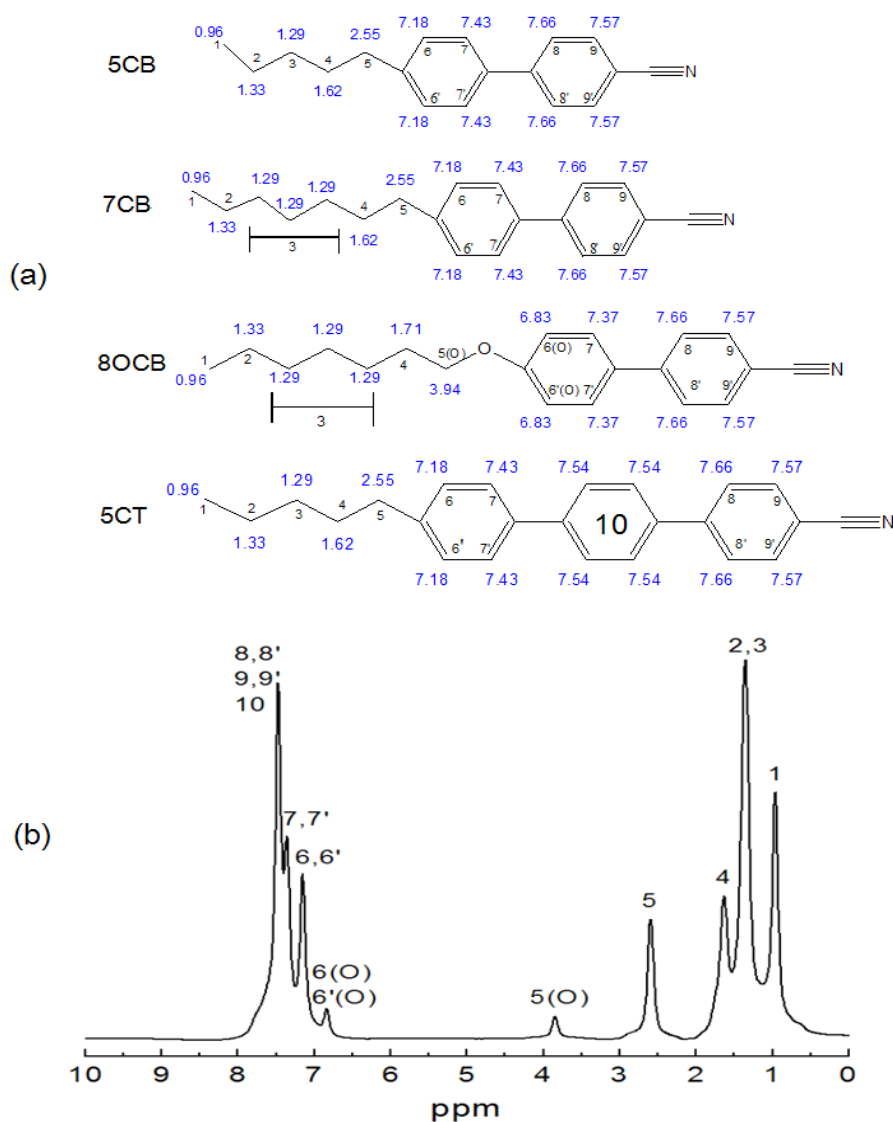 7.18 7.43 7.66 7.57
0.96 1.29 2.55
1 2 3 4 5 6 7 8 9
5CB
N
1.33 1.62
6' 7' 8' 9'
7.18 7.43 7.66 7.57
7.18 7.43 7.66 7.57
0.96 1.29 1.29 2.55
7CB
1 2 4 5 6 7 8 9
1.29
N
1.33 3 1.62
6' 7 8' 9'
7.18 7.43 7.66 7.57
(a)
6.83 7.37 7.66 7.57
1.33 1.29 1.71
8OCB
5(O) O 6(O) 7 8 9
1 2 4
N
0.96 1.29 1.29 3.94
6'(O) 7' 8' 9'
3
6.83 7.37 7.66 7.57
7.18 7.43 7.54 7.54 7.66 7.57
0.96 1.29 2.55
5CT
1 2 3 4 5 6 7 10 8 9
N
1.33 1.62
6' 7' 8' 9'
7.18 7.43 7.54 7.54 7.66 7.57
(b)
8,8'
9,9'
10
2,3
1
7,7'
6,6'
4
5
6(O)
6'(O)
5(O)
10 9 8 7 6 5 4 3 2 1 0
ppm